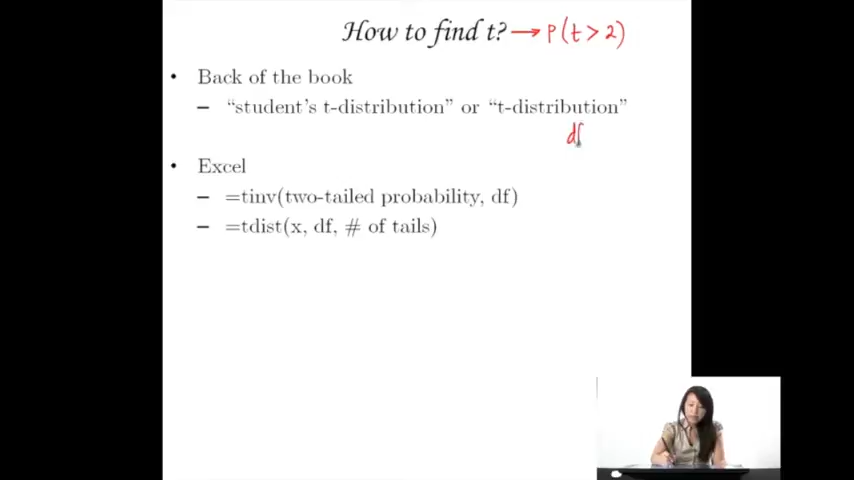 How to find t? → P(t > 2)
• Back of the book
– “student’s t-distribution” or “t-distribution”
df
• Excel
– =tinv(two-tailed probability, df)
– =tdist(x, df, # of tails)